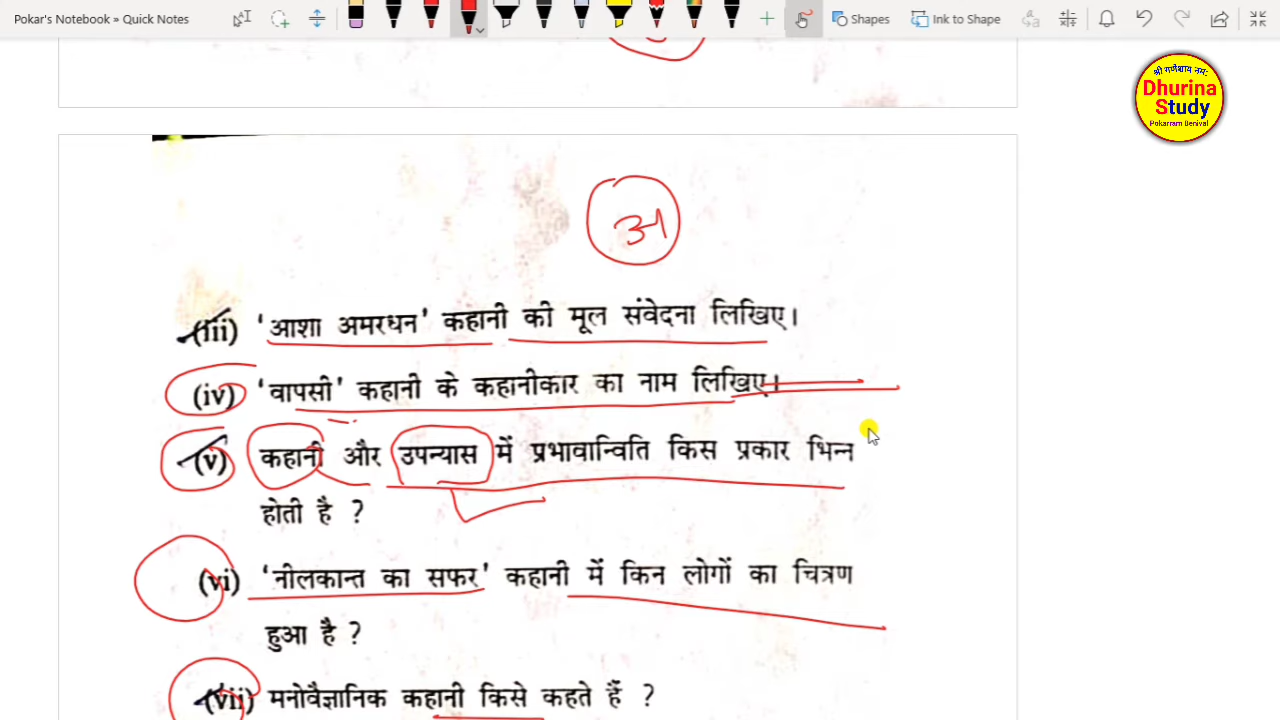 Pokar's Notebook » Quick Notes
Shapes
Ink to Shape
श्री गणेशाय नमः
Dhurina
Study
Pokarram Denival
अ
(iii) 'आशा अमरधन' कहानी की मूल संवेदना लिखिए।
(iv) 'वापसी' कहानी के कहानीकार का नाम लिखिए।
(v) कहानी और उपन्यास में प्रभावान्विति किस प्रकार भिन्न
होती है ?
(vi) 'नीलकान्त का सफर' कहानी में किन लोगों का चित्रण
हुआ है ?
(vii) मनोवैज्ञानिक कहानी किसे कहते हैं ?